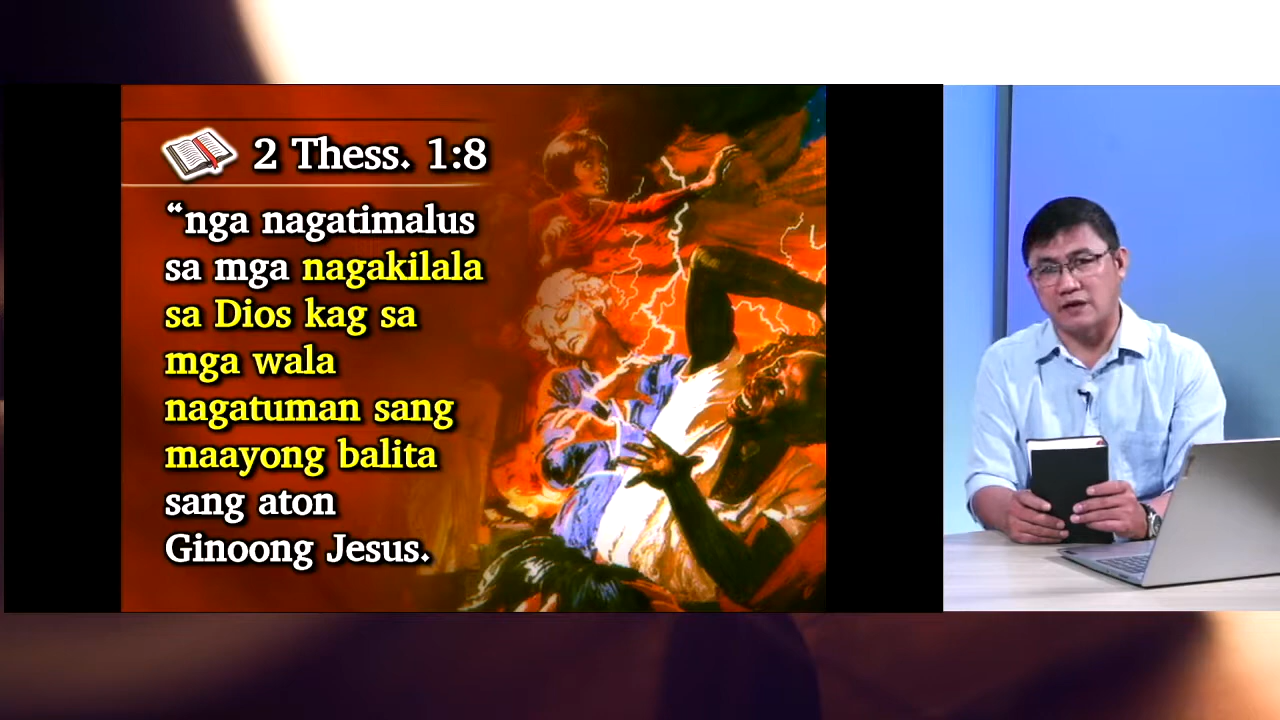 2 Thess. 1:8
“nga nagatimalus
sa mga nagakilala
sa Dios kag sa
mga wala
nagatuman sang
maayong balita
sang aton
Ginoong Jesus.